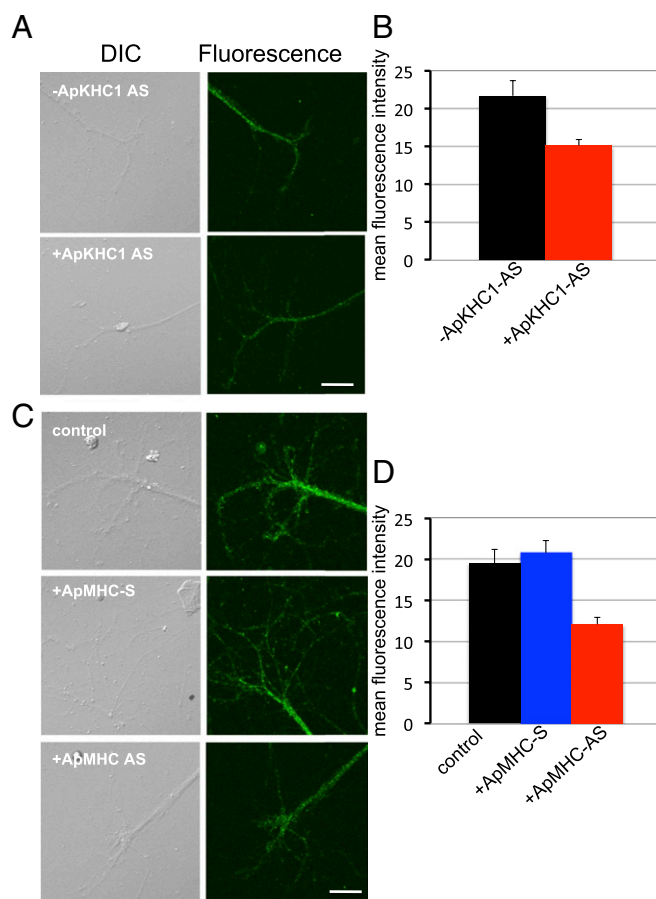 A
DIC
Fluorescence
-ApKHC1 AS
+ApKHC1 AS
B
mean fluorescence intensity
25
20
15
10
5
0
-ApKHC1-AS
+ApKHC1-AS
C
control
+ApMHC-S
+ApMHC AS
D
mean fluorescence intensity
25
20
15
10
5
0
control
+ApMHC-S
+ApMHC-AS